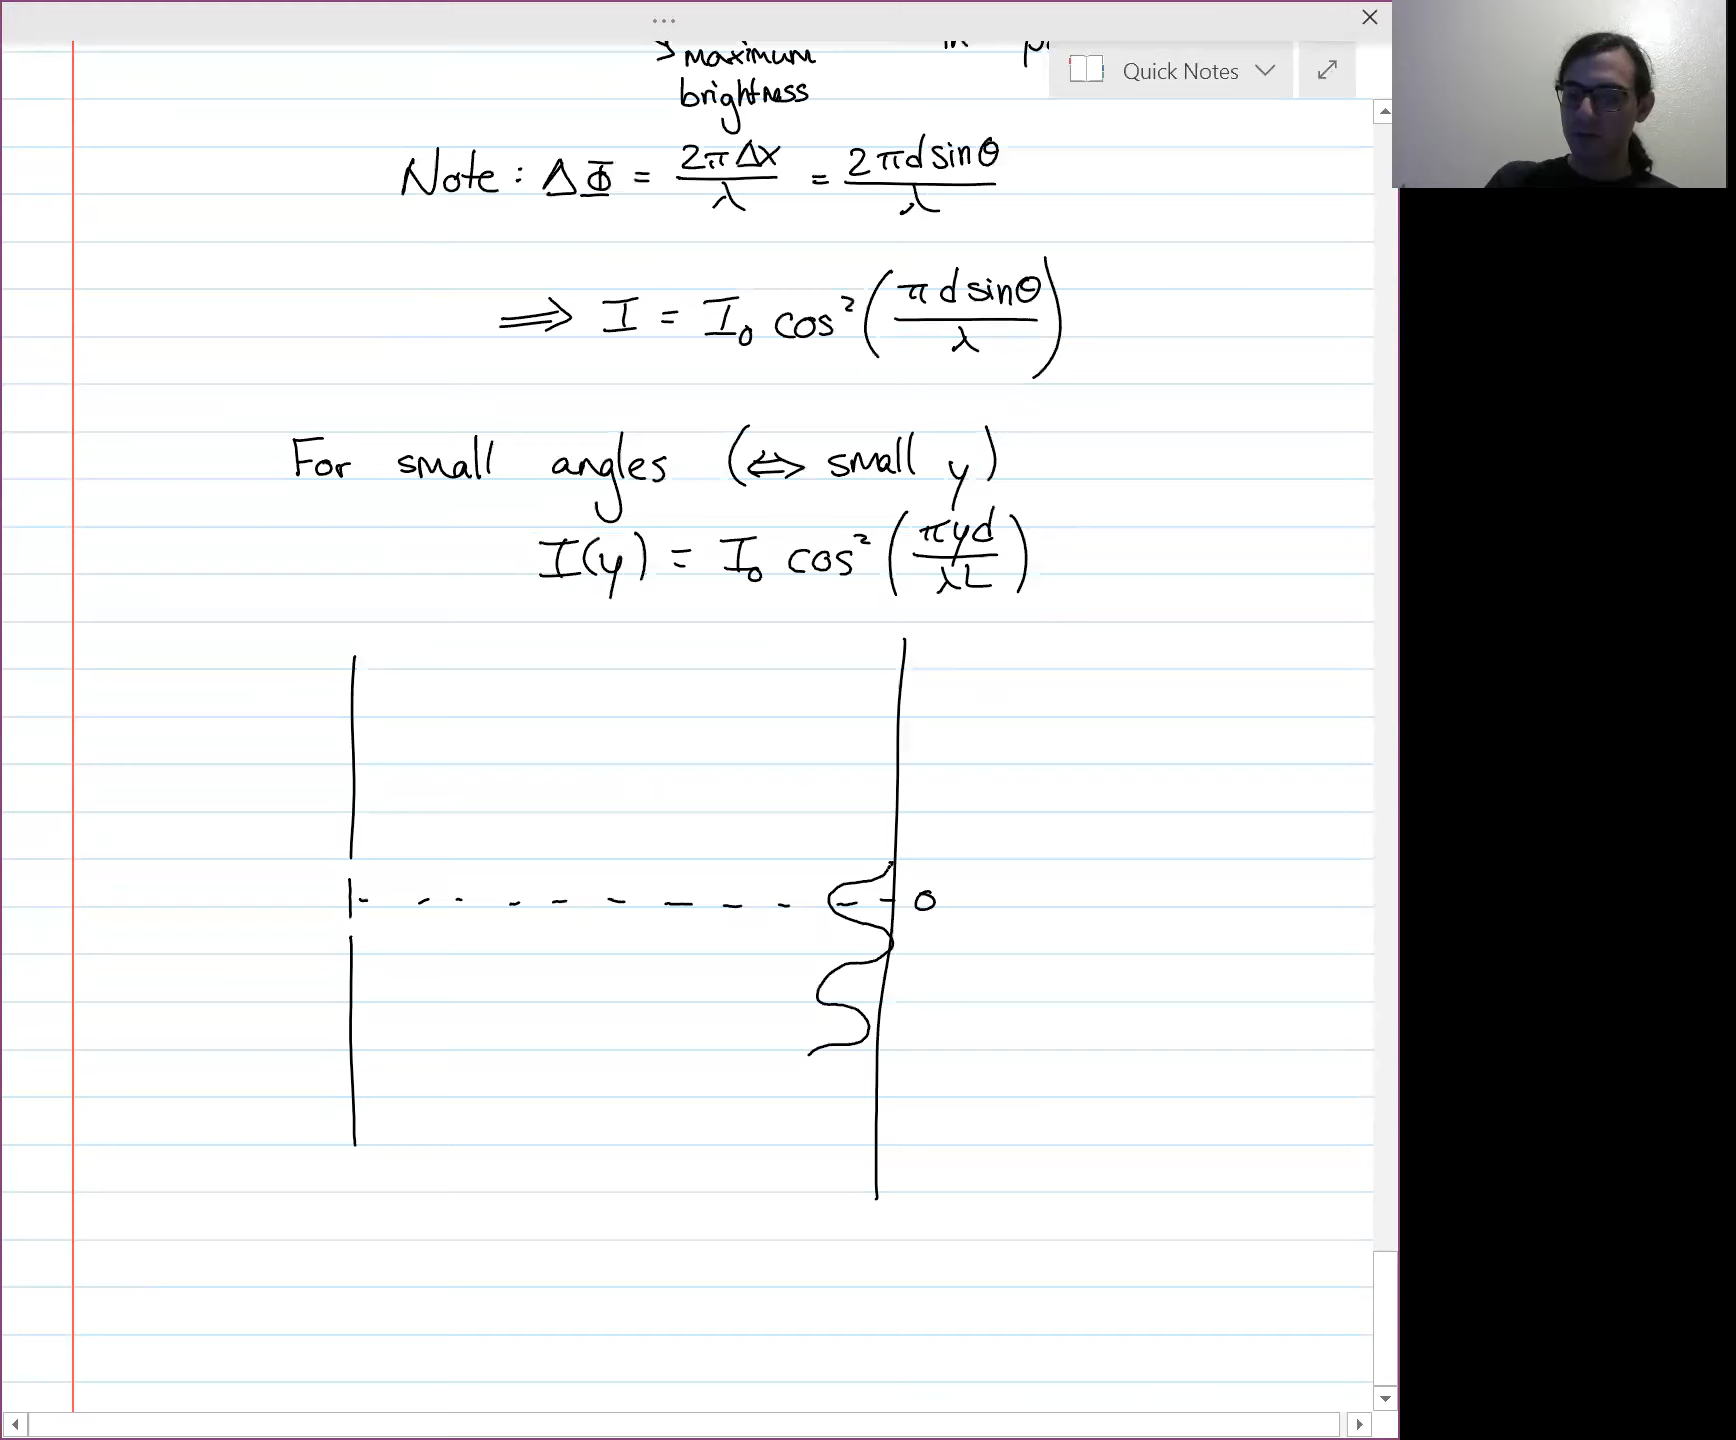 ...
maximum
Quick Notes
brightness
Note: ΔΦ = 2πΔx/λ = 2πd sinθ/λ
⟹ I = I₀ cos²(πd sinθ/λ)
For small angles (⇔ small y)
I(y) = I₀ cos²(πyd/λL)
0